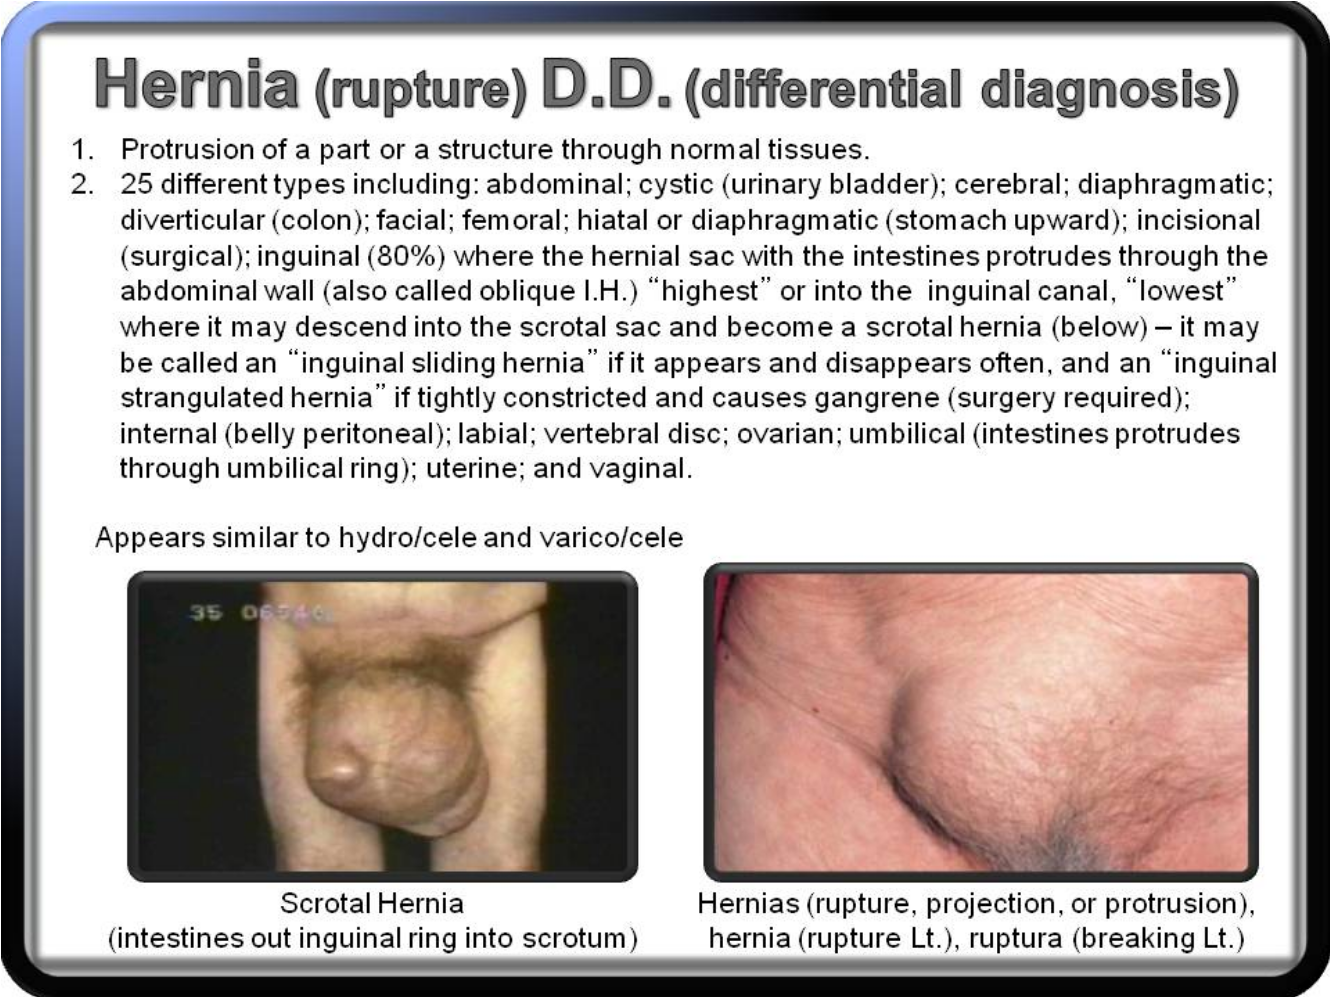 Hernia (rupture) D.D. (differential diagnosis)
1. Protrusion of a part or a structure through normal tissues.
2. 25 different types including: abdominal; cystic (urinary bladder); cerebral; diaphragmatic;
diverticular (colon); facial; femoral; hiatal or diaphragmatic (stomach upward); incisional
(surgical); inguinal (80%) where the hernial sac with the intestines protrudes through the
abdominal wall (also called oblique I.H.) “highest” or into the inguinal canal, “lowest”
where it may descend into the scrotal sac and become a scrotal hernia (below) – it may
be called an “inguinal sliding hernia” if it appears and disappears often, and an “inguinal
strangulated hernia” if tightly constricted and causes gangrene (surgery required);
internal (belly peritoneal); labial; vertebral disc; ovarian; umbilical (intestines protrudes
through umbilical ring); uterine; and vaginal.
Appears similar to hydro/cele and varico/cele
35
Scrotal Hernia
(intestines out inguinal ring into scrotum)
Hernias (rupture, projection, or protrusion),
hernia (rupture Lt.), ruptura (breaking Lt.)